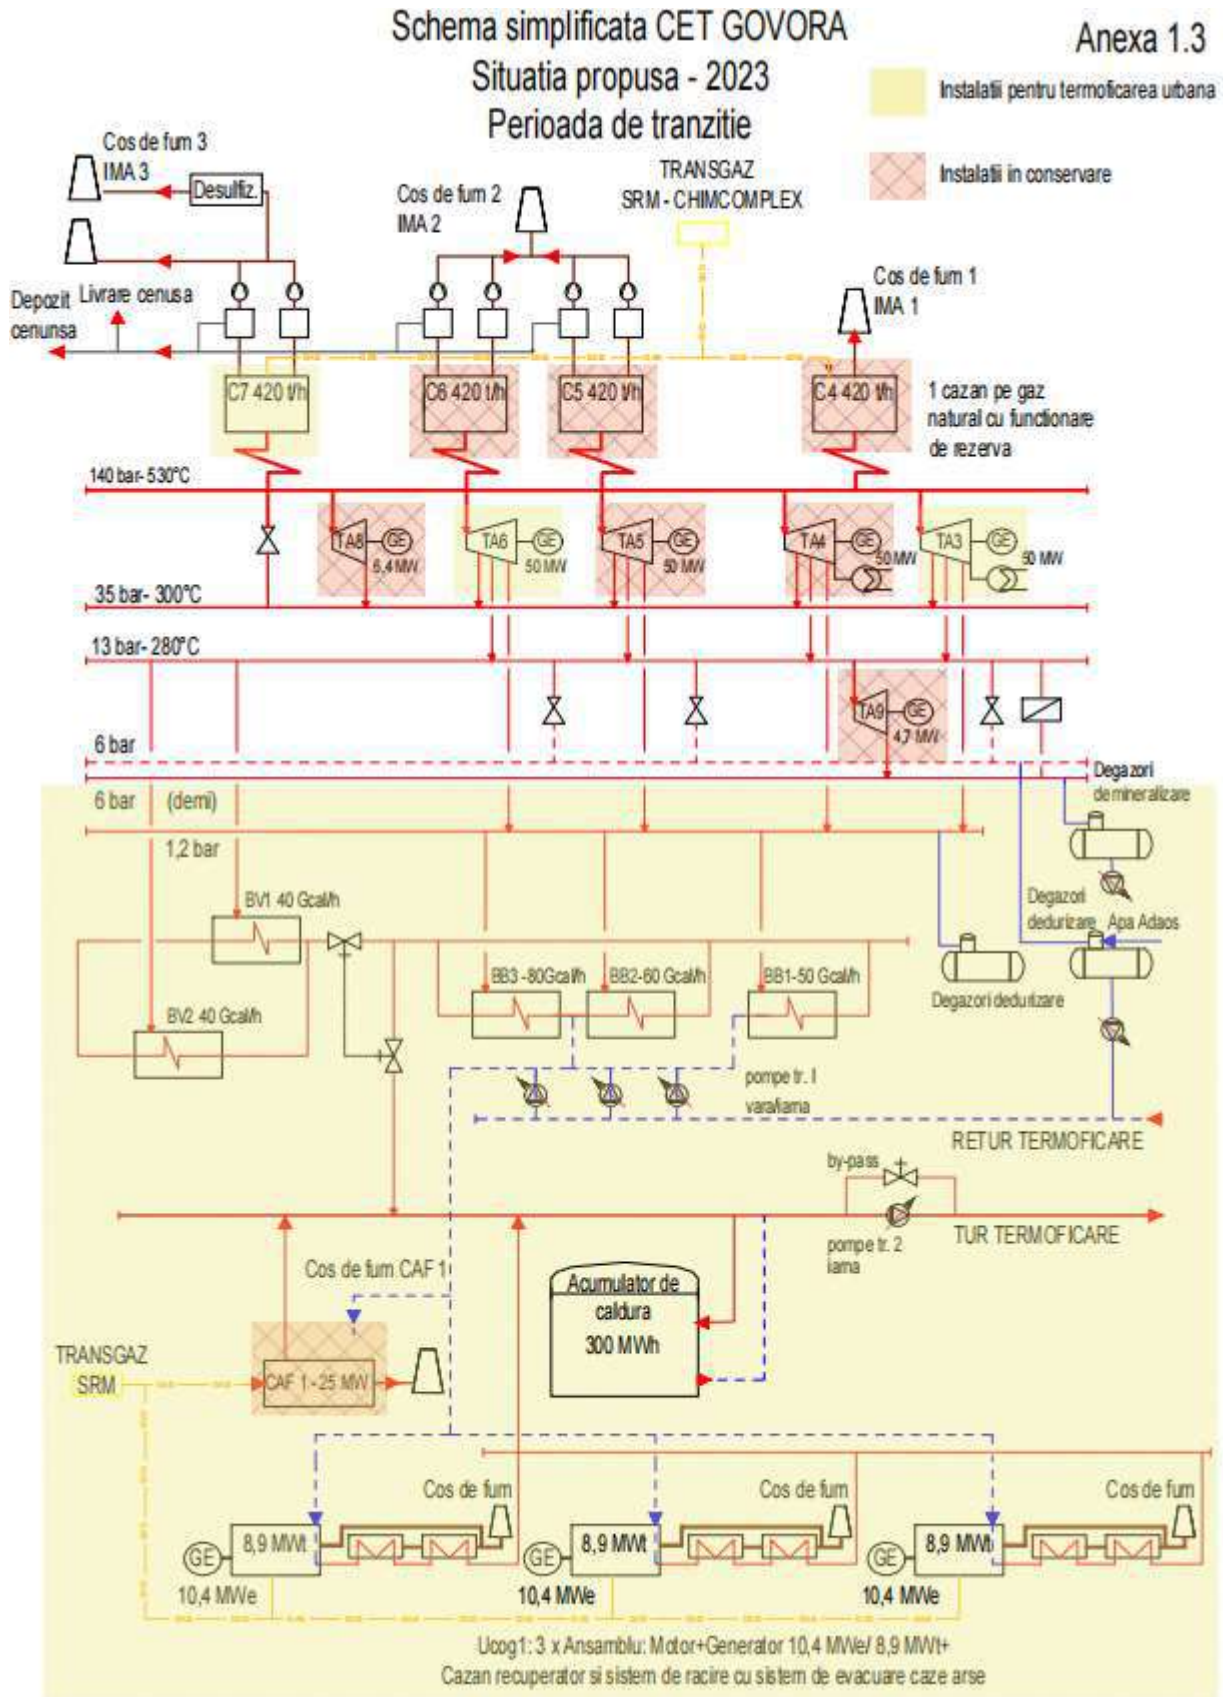 Schema simplificata CET GOVORA
Situatia propusa - 2023
Perioada de tranzitie
Anexa 1.3
Instalatii pentru termoficarea urbana
Instalatii in conservare
Cos de fum 3
IMA 3
Desulfiz.
Cos de fum 2
IMA 2
TRANSGAZ
SRM - CHIMCOMPLEX
Cos de fum 1
IMA 1
Depozit
cenunsa
Livrare cenusa
C7 420 t/h
C6 420 t/h
C5 420 t/h
C4 420 t/h
1 cazan pe gaz
natural cu functionare
de rezerva
140 bar- 530°C
TA8
GE
6,4 MW
TA6
GE
50 MW
TA5
GE
50 MW
TA4
GE
50 MW
TA3
GE
50 MW
35 bar- 300°C
13 bar- 280°C
TA9
GE
4,7 MW
6 bar
Degazori
demineralizare
6 bar (demi)
1,2 bar
BV1 40 Gcal/h
BV2 40 Gcal/h
BB3 -80Gcal/h
BB2-60 Gcal/h
BB1-50 Gcal/h
Degazori
dedurizare
Apa Adaos
Degazori dedurizare
pompe tr. I
vara/iarna
RETUR TERMOFICARE
by-pass
TUR TERMOFICARE
pompe tr. 2
iarna
Cos de fum CAF 1
Acumulator de
caldura
300 MWh
TRANSGAZ
SRM
CAF 1 - 25 MW
Cos de fum
Cos de fum
Cos de fum
GE
8,9 MWt
10,4 MWe
GE
8,9 MWt
10,4 MWe
GE
8,9 MWt
10,4 MWe
Ucog1: 3 x Ansamblu: Motor+Generator 10,4 MWe/ 8,9 MWt+
Cazan recuperator si sistem de racire cu sistem de evacuare caze arse